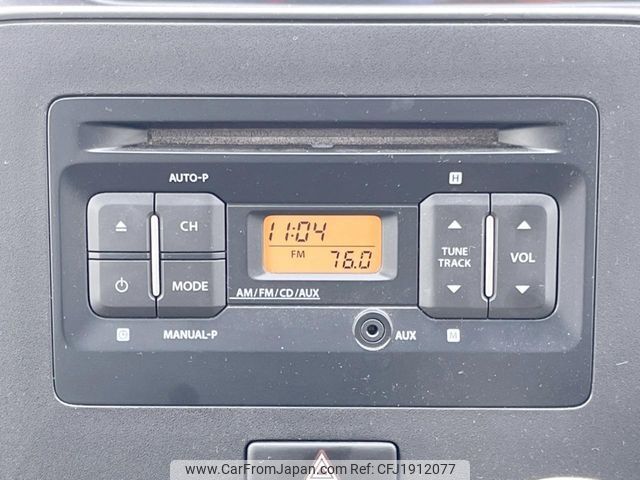 AUTO-P
H
CH
MODE
11:04
FM 76.0
AM/FM/CD/AUX
TUNE
TRACK
VOL
MANUAL-P
AUX
M
www.carfromjapan.com - CFJ1912077